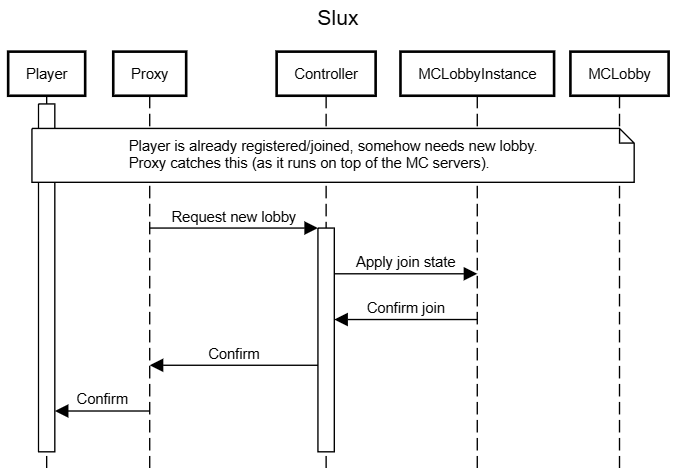 Slux
Player
Proxy
Controller
MCLobbyInstance
MCLobby
Player is already registered/joined, somehow needs new lobby.
Proxy catches this (as it runs on top of the MC servers).
Request new lobby
Apply join state
Confirm join
Confirm
Confirm